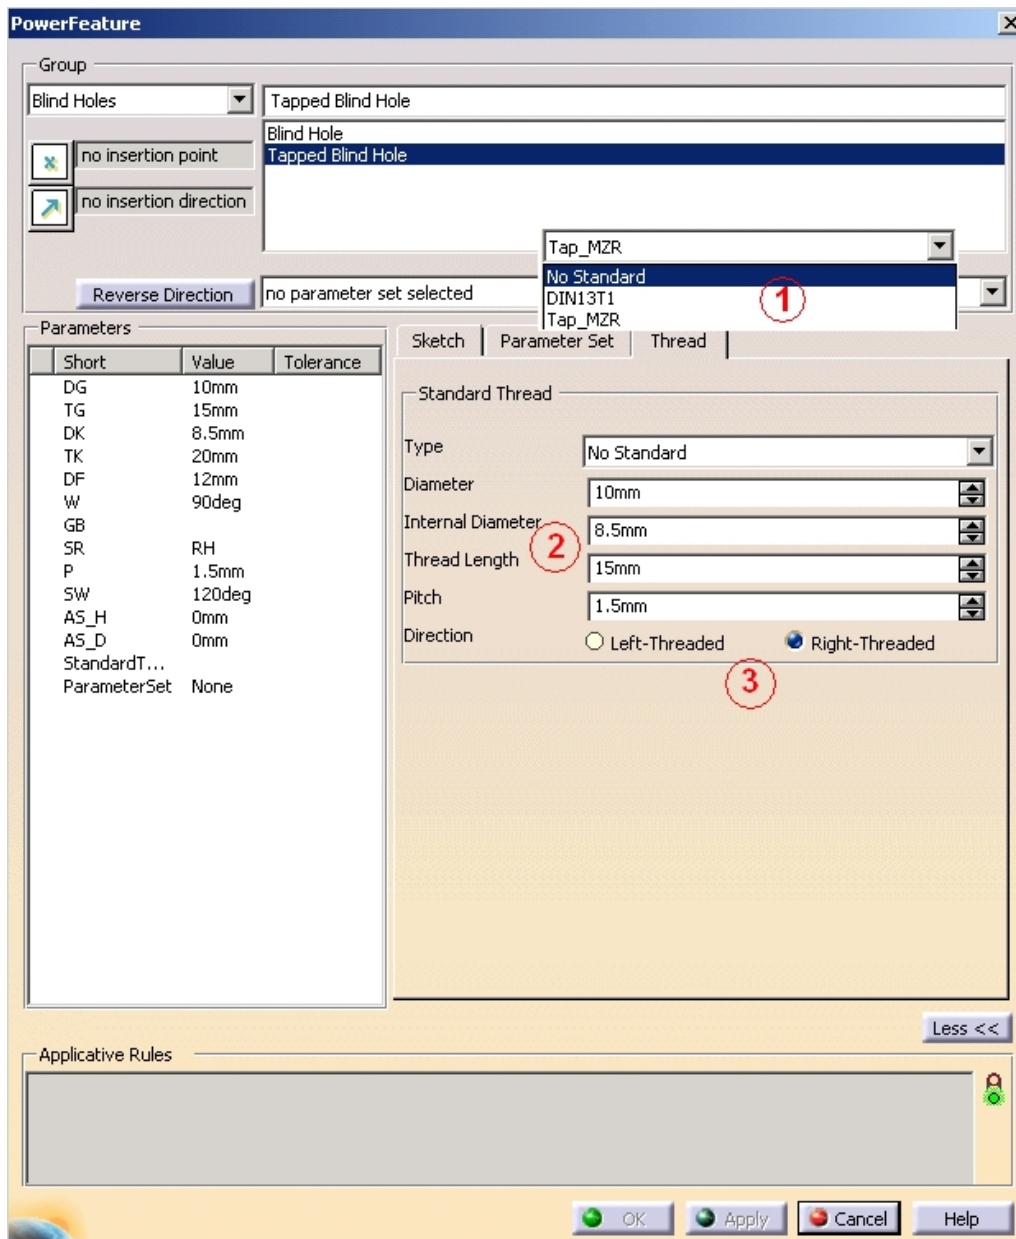 PowerFeature
Group
Blind Holes
Tapped Blind Hole
Blind Hole
Tapped Blind Hole
no insertion point
no insertion direction
Tap_MZR
No Standard
DIN13T1
Tap_MZR
1
Reverse Direction
no parameter set selected
Parameters
Short Value Tolerance
DG 10mm
TG 15mm
DK 8.5mm
TK 20mm
DF 12mm
W 90deg
GB
SR RH
P 1.5mm
SW 120deg
AS_H 0mm
AS_D 0mm
StandardT...
ParameterSet None
Sketch Parameter Set Thread
Standard Thread
Type No Standard
Diameter 10mm
Internal Diameter 8.5mm
2
Thread Length 15mm
Pitch 1.5mm
Direction Left-Threaded Right-Threaded
3
Less <<
Applicative Rules
OK Apply Cancel Help